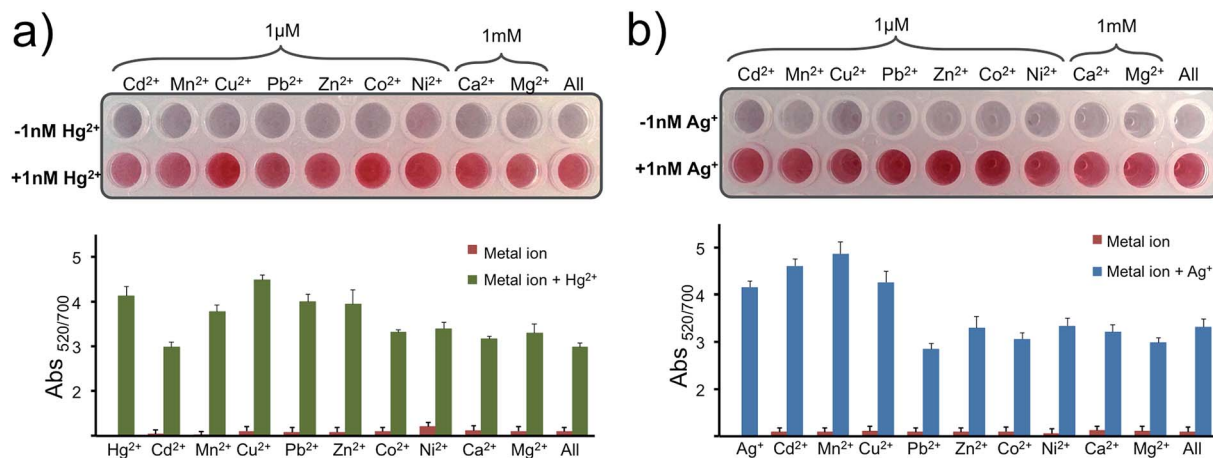 a)
1µM
1mM
Cd²⁺ Mn²⁺ Cu²⁺ Pb²⁺ Zn²⁺ Co²⁺ Ni²⁺ Ca²⁺ Mg²⁺ All
-1nM Hg²⁺
+1nM Hg²⁺
Abs 520/700
5
4
3
2
Metal ion
Metal ion + Hg²⁺
Hg²⁺ Cd²⁺ Mn²⁺ Cu²⁺ Pb²⁺ Zn²⁺ Co²⁺ Ni²⁺ Ca²⁺ Mg²⁺ All
b)
1µM
1mM
Cd²⁺ Mn²⁺ Cu²⁺ Pb²⁺ Zn²⁺ Co²⁺ Ni²⁺ Ca²⁺ Mg²⁺ All
-1nM Ag⁺
+1nM Ag⁺
Abs 520/700
5
4
3
2
Metal ion
Metal ion + Ag⁺
Ag⁺ Cd²⁺ Mn²⁺ Cu²⁺ Pb²⁺ Zn²⁺ Co²⁺ Ni²⁺ Ca²⁺ Mg²⁺ All